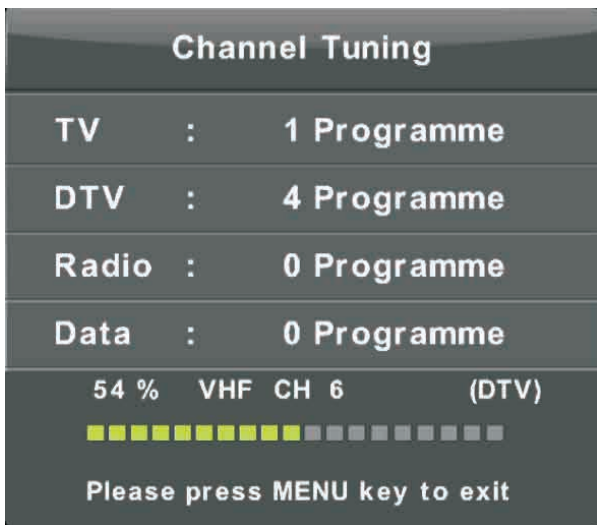 Channel Tuning
TV : 1 Programme
DTV : 4 Programme
Radio : 0 Programme
Data : 0 Programme
54 % VHF CH 6 (DTV)
Please press MENU key to exit